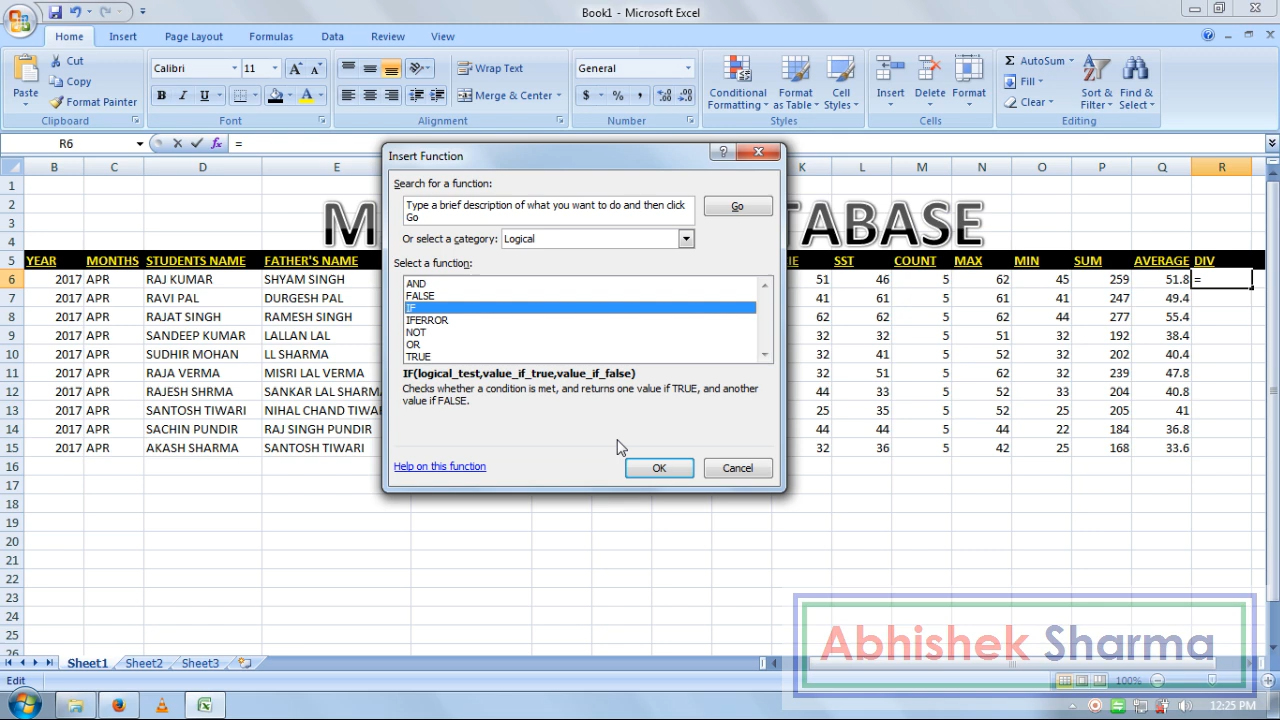 Book1 - Microsoft Excel
Home Insert Page Layout Formulas Data Review View
Paste
Cut
Copy
Format Painter
Clipboard
Calibri 11
B I U
Font
Wrap Text
Merge & Center
Alignment
General
$ % ,
Number
Conditional Formatting
Format as Table
Cell Styles
Styles
Insert Delete Format
Cells
Σ AutoSum
Fill
Clear
Sort & Filter
Find & Select
Editing
R6 fx =
B C D E K L M N O P Q R
Insert Function
Search for a function:
Type a brief description of what you want to do and then click
Go
Go
Or select a category: Logical
Select a function:
AND
FALSE
IF
IFERROR
NOT
OR
TRUE
IF(logical_test,value_if_true,value_if_false)
Checks whether a condition is met, and returns one value if TRUE, and another
value if FALSE.
Help on this function
OK Cancel
1
2
3
4
M TABASE
5 YEAR MONTHS STUDENTS NAME FATHER'S NAME IE SST COUNT MAX MIN SUM AVERAGE DIV
6 2017 APR RAJ KUMAR SHYAM SINGH 51 46 5 62 45 259 51.8 =
7 2017 APR RAVI PAL DURGESH PAL 41 61 5 61 41 247 49.4
8 2017 APR RAJAT SINGH RAMESH SINGH 62 62 5 62 44 277 55.4
9 2017 APR SANDEEP KUMAR LALLAN LAL 32 32 5 51 32 192 38.4
10 2017 APR SUDHIR MOHAN LL SHARMA 32 41 5 52 32 202 40.4
11 2017 APR RAJA VERMA MISRI LAL VERMA 32 36 5 52 32 208 41.6
12 2017 APR RAJESH SHRMA SANKAR LAL SHARMA 44 33 5 52 33 204 40.8
13 2017 APR SANTOSH TIWARI NIHAL CHAND TIWAR 25 35 5 52 25 205 41
14 2017 APR SACHIN PUNDIR RAJ SINGH PUNDIR 44 44 5 44 22 184 36.8
15 2017 APR AKASH SHARMA SANTOSH TIWARI 32 36 5 42 25 168 33.6
16
17
18
19
20
21
22
23
24
25
26
Abhishek Sharma
Sheet1 Sheet2 Sheet3
Edit 100%
12:25 PM